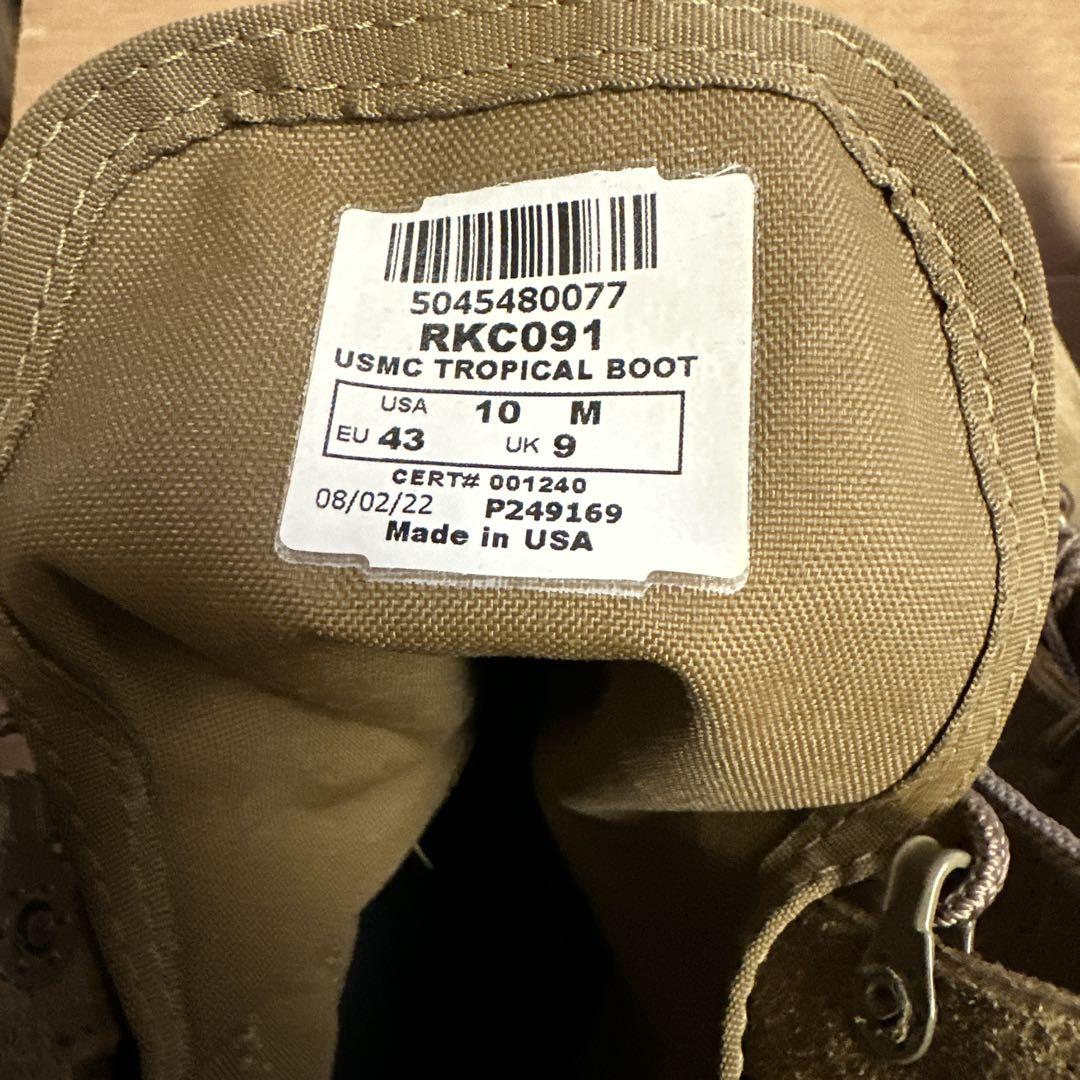 5045480077
RKC091
USMC TROPICAL BOOT
USA 10 M
EU 43 UK 9
CERT# 001240
08/02/22 P249169
Made in USA